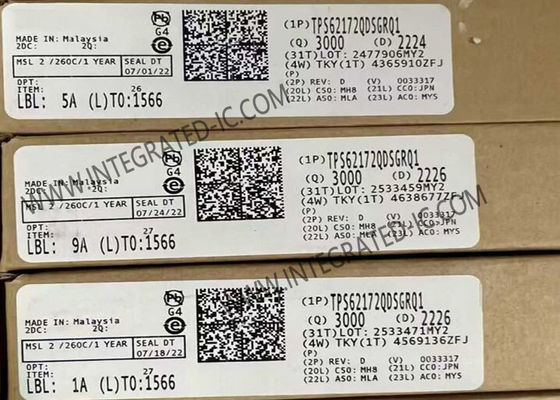 MADE IN: Malaysia
2DC: 2Q:
G4
MSL 2 /260C/1 YEAR SEAL DT
07/01/22
OPT:
ITEM: 26
LBL: 5A (L)TO:1566
(1P) TPS62172QDSGRQ1
(Q) 3000 (D) 2224
(31T)LOT: 2477906MY2
(4W) TKY(1T) 4365910ZFJ
(P)
(2P) REV: D (V) 0033317
(20L) CSO: MH8 (21L) CCO:JPN
(22L) ASO: MLA (23L) ACO: MYS
MADE IN: Malaysia
2DC: 2Q:
G4
MSL 2 /260C/1 YEAR SEAL DT
07/24/22
OPT:
ITEM: 27
LBL: 9A (L)TO:1566
(1P) TPS62172QDSGRQ1
(Q) 3000 (D) 2226
(31T)LOT: 2533459MY2
(4W) TKY(1T) 4638677ZFJ
(P)
(2P) REV: D (V) 0033317
(20L) CSO: MH8 (21L) CCO:JPN
(22L) ASO: MLA (23L) ACO: MYS
MADE IN: Malaysia
2DC: 2Q:
G4
MSL 2 /260C/1 YEAR SEAL DT
07/18/22
OPT:
ITEM: 27
LBL: 1A (L)TO:1566
(1P) TPS62172QDSGRQ1
(Q) 3000 (D) 2226
(31T)LOT: 2533471MY2
(4W) TKY(1T) 4569136ZFJ
(P)
(2P) REV: D (V) 0033317
(20L) CSO: MH8 (21L) CCO:JPN
(22L) ASO: MLA (23L) ACO: MYS
WWW.INTEGRATED-IC.COM
WWW.INTEGRATED-IC.COM